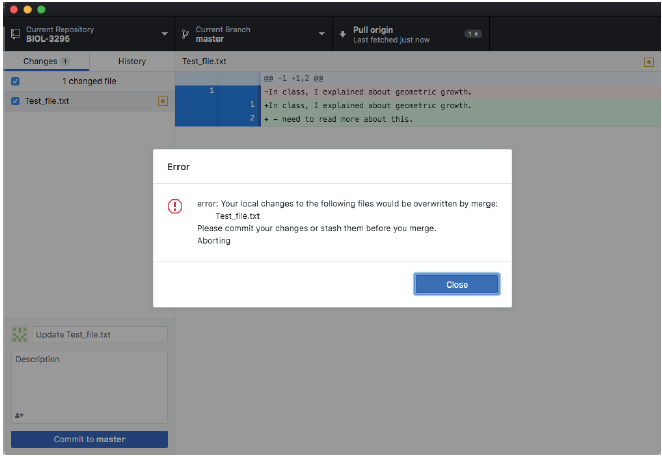 Current Repository
BIOL-3295
Current Branch
master
Pull origin
Last fetched just now
1
Changes 1
History
Test_file.txt
1 changed file
Test_file.txt
@@ -1 +1,2 @@
1 -In class, I explained about geometric growth.
1 +In class, I explained about geometric growth.
2 + - need to read more about this.
Error
error: Your local changes to the following files would be overwritten by merge:
Test_file.txt
Please commit your changes or stash them before you merge.
Aborting
Close
Update Test_file.txt
Description
Commit to master